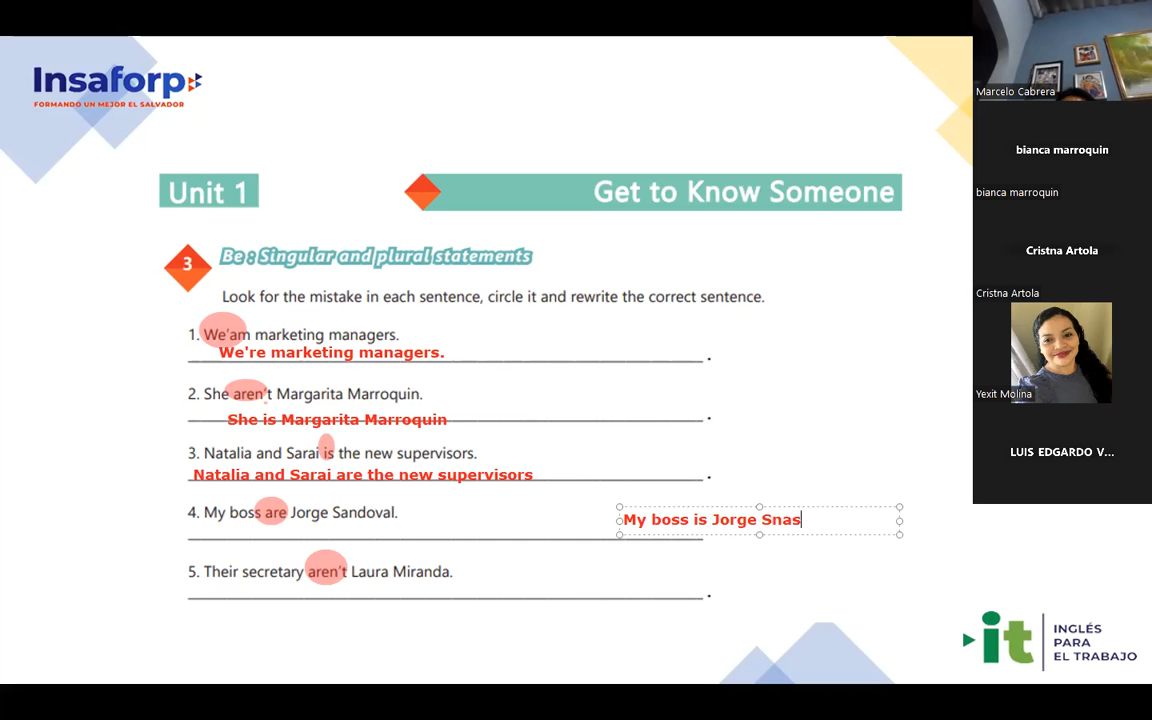 Insaforp
FORMANDO UN MEJOR EL SALVADOR
Marcelo Cabrera
bianca marroquin
bianca marroquin
Cristna Artola
Cristna Artola
Yexit Molina
LUIS EDGARDO V...
Unit 1
Get to Know Someone
3
Be : Singular and plural statements
Look for the mistake in each sentence, circle it and rewrite the correct sentence.
1. We'am marketing managers.
We're marketing managers.
.
2. She aren't Margarita Marroquin.
She is Margarita Marroquin
.
3. Natalia and Sarai is the new supervisors.
Natalia and Sarai are the new supervisors
.
4. My boss are Jorge Sandoval.
My boss is Jorge Snas
5. Their secretary aren't Laura Miranda.
.
it
INGLÉS
PARA
EL TRABAJO